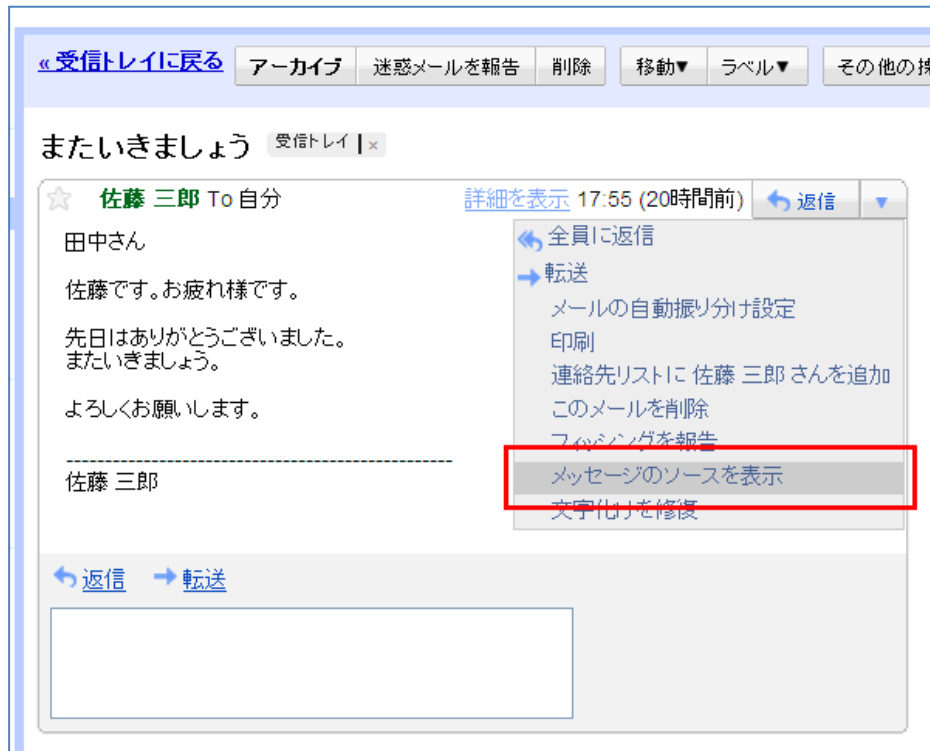 «受信トレイに戻る アーカイブ 迷惑メールを報告 削除 移動▼ ラベル▼ その他の
またいきましょう 受信トレイ | ×
佐藤 三郎 To 自分 詳細を表示 17:55 (20時間前) 返信 ▼
田中さん
佐藤です。お疲れ様です。
先日はありがとうございました。
またいきましょう。
よろしくお願いします。
------------------------------------------------
佐藤 三郎
全員に返信
転送
メールの自動振り分け設定
印刷
連絡先リストに 佐藤 三郎 さんを追加
このメールを削除
フィッシングを報告
メッセージのソースを表示
文字化けを修復
返信 転送